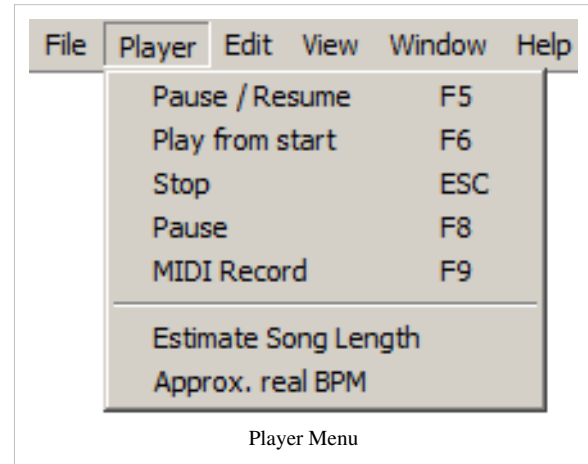 File Player Edit View Window Help
Pause / Resume F5
Play from start F6
Stop ESC
Pause F8
MIDI Record F9
Estimate Song Length
Approx. real BPM
Player Menu